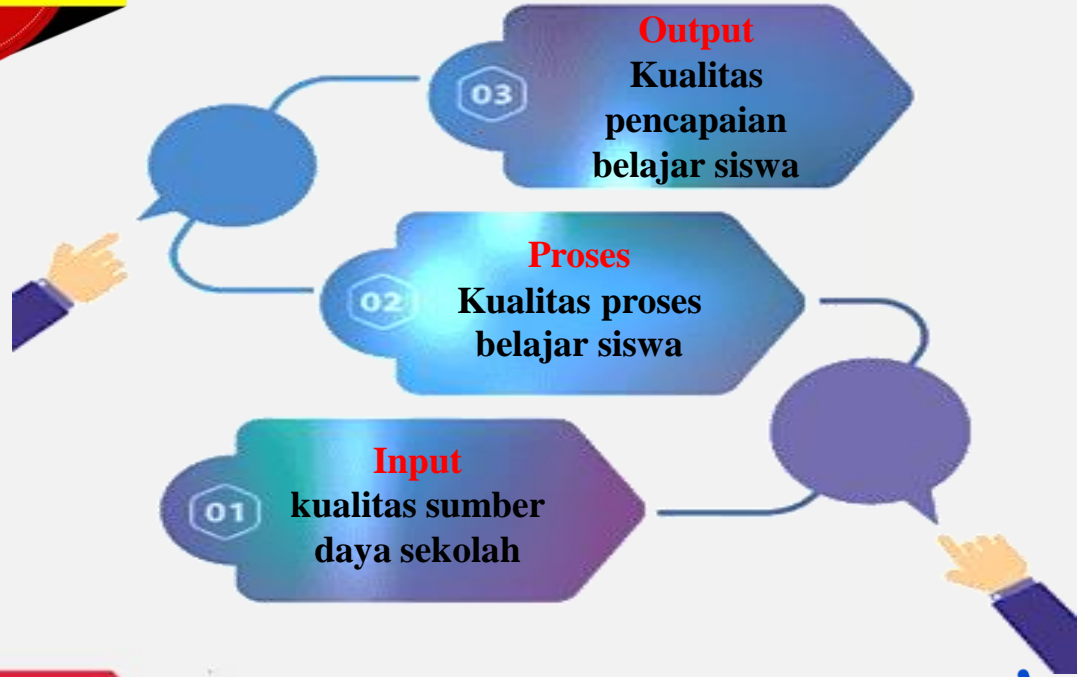 03
Output
Kualitas
pencapaian
belajar siswa
02
Proses
Kualitas proses
belajar siswa
01
Input
kualitas sumber
daya sekolah